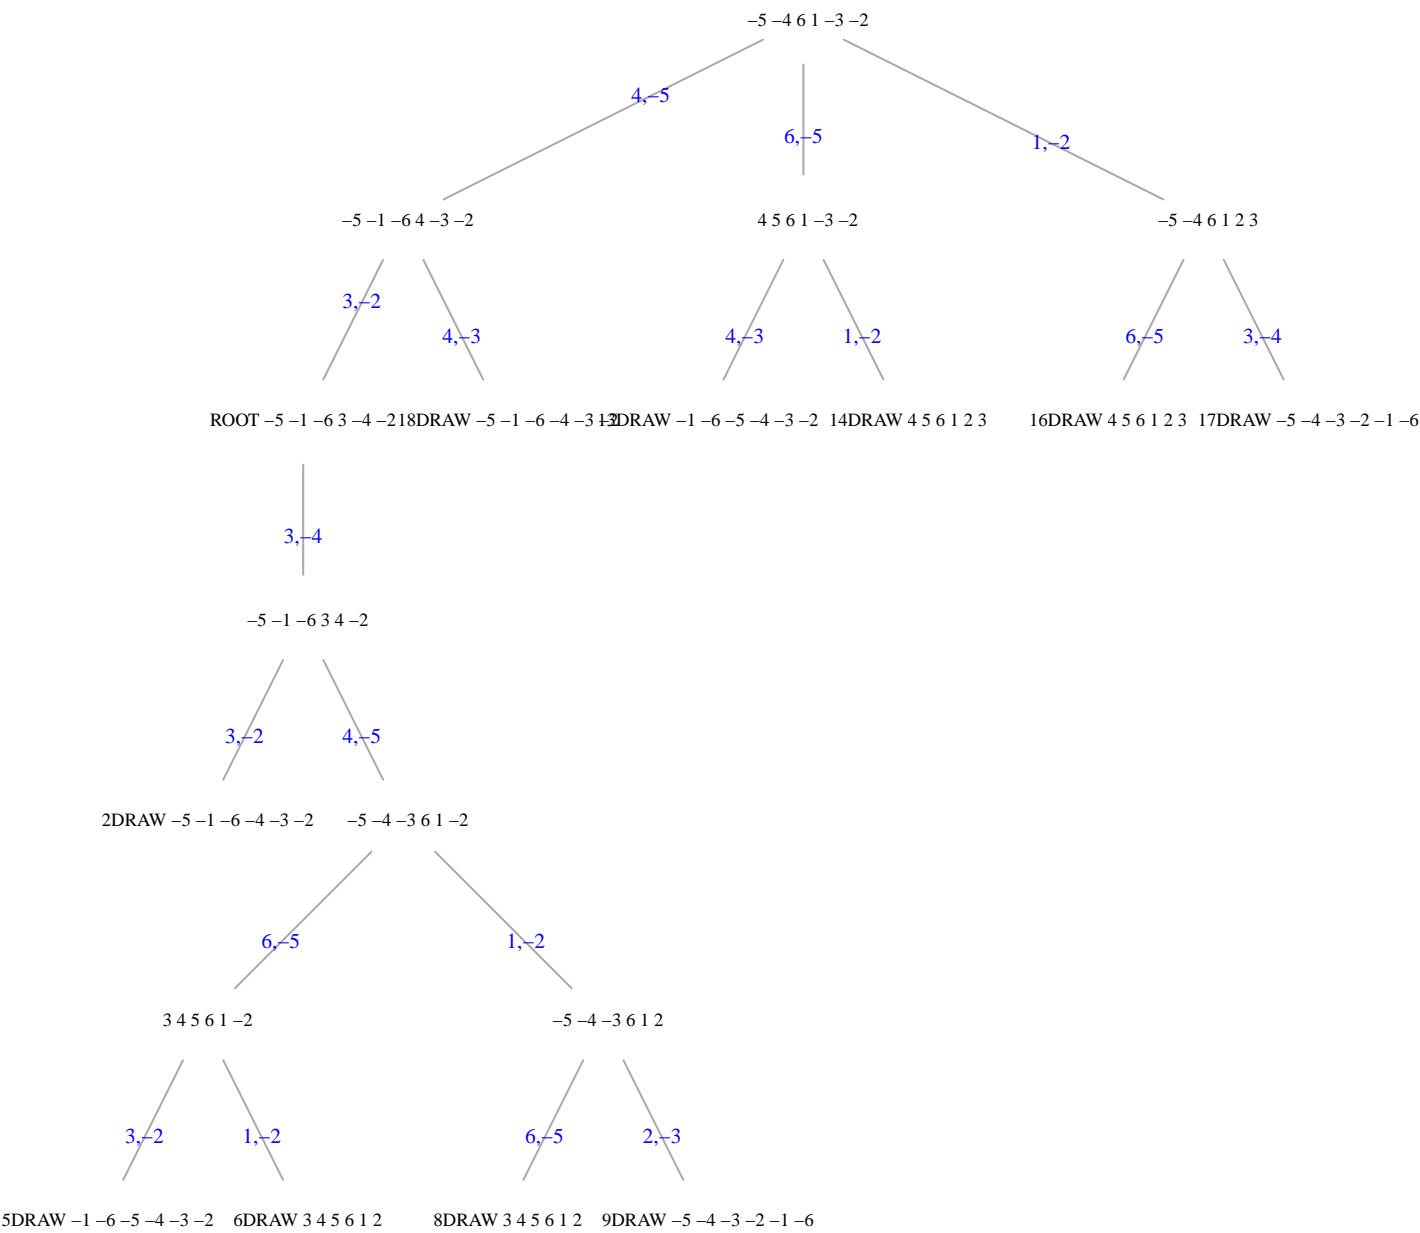 –5 –4 6 1 –3 –2
4,–5
6,–5
1,–2
–5 –1 –6 4 –3 –2
4 5 6 1 –3 –2
–5 –4 6 1 2 3
3,–2
4,–3
4,–3
1,–2
6,–5
3,–4
ROOT –5 –1 –6 3 –4 –2
18DRAW –5 –1 –6 –4 –3
DRAW –1 –6 –5 –4 –3 –2
14DRAW 4 5 6 1 2 3
16DRAW 4 5 6 1 2 3
17DRAW –5 –4 –3 –2 –1 –6
3,–4
–5 –1 –6 3 4 –2
3,–2
4,–5
2DRAW –5 –1 –6 –4 –3 –2
–5 –4 –3 6 1 –2
6,–5
1,–2
3 4 5 6 1 –2
–5 –4 –3 6 1 2
3,–2
1,–2
6,–5
2,–3
5DRAW –1 –6 –5 –4 –3 –2
6DRAW 3 4 5 6 1 2
8DRAW 3 4 5 6 1 2
9DRAW –5 –4 –3 –2 –1 –6